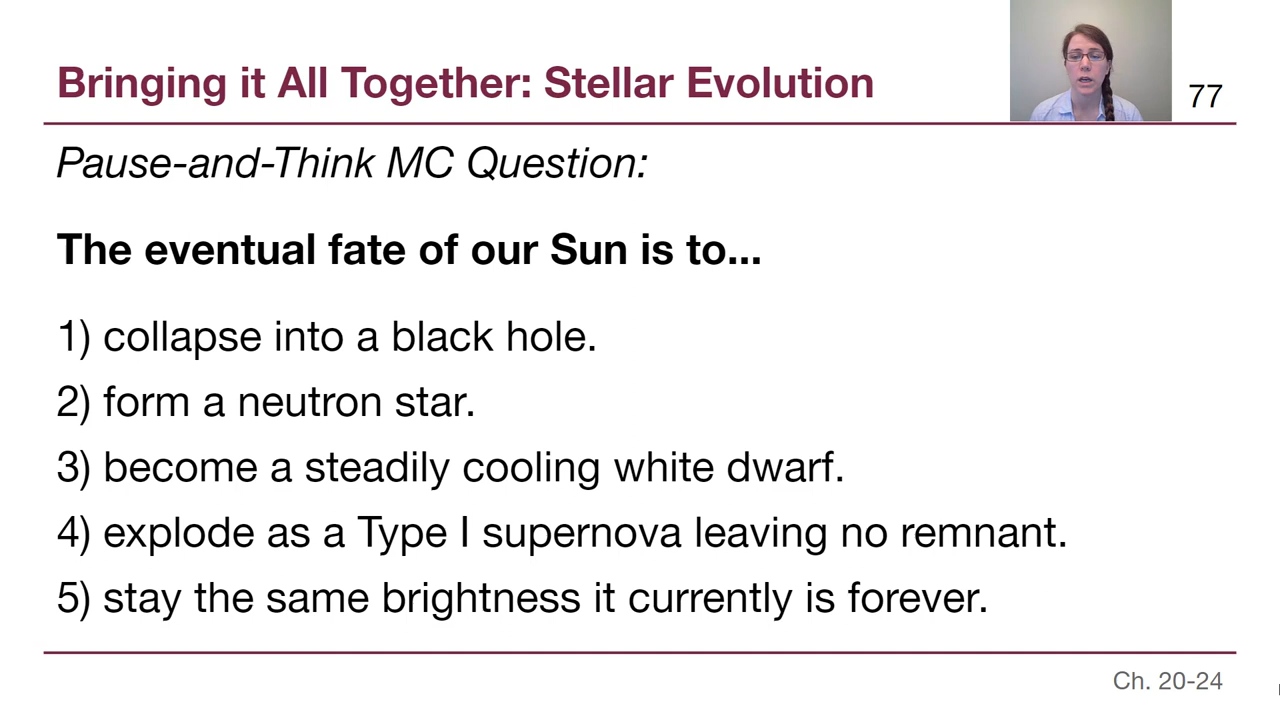 Bringing it All Together: Stellar Evolution
77
Pause-and-Think MC Question:
The eventual fate of our Sun is to...
1) collapse into a black hole.
2) form a neutron star.
3) become a steadily cooling white dwarf.
4) explode as a Type I supernova leaving no remnant.
5) stay the same brightness it currently is forever.
Ch. 20-24